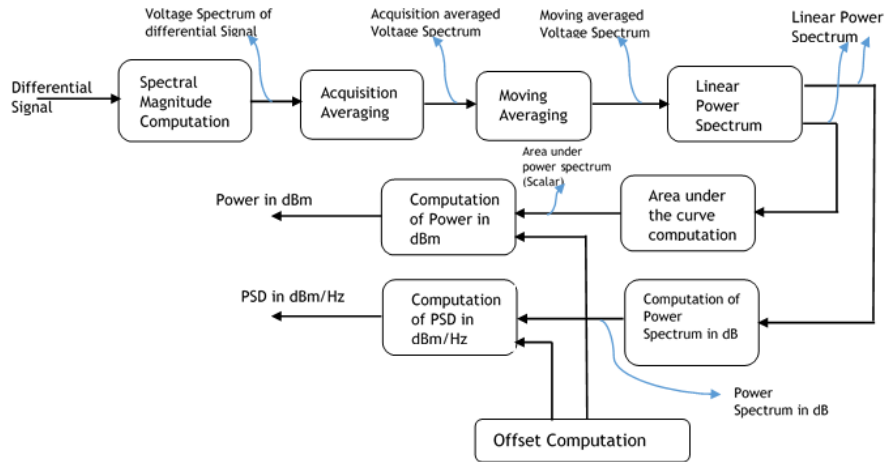 Voltage Spectrum of
differential Signal
Acquisition averaged
Voltage Spectrum
Moving averaged
Voltage Spectrum
Linear Power
Spectrum
Differential
Signal
Spectral
Magnitude
Computation
Acquisition
Averaging
Moving
Averaging
Linear
Power
Spectrum
Area under
power spectrum
(Scalar)
Power in dBm
Computation
of Power in
dBm
Area under
the curve
computation
PSD in dBm/Hz
Computation
of PSD in
dBm/Hz
Computation of
Power
Spectrum in dB
Power
Spectrum in dB
Offset Computation